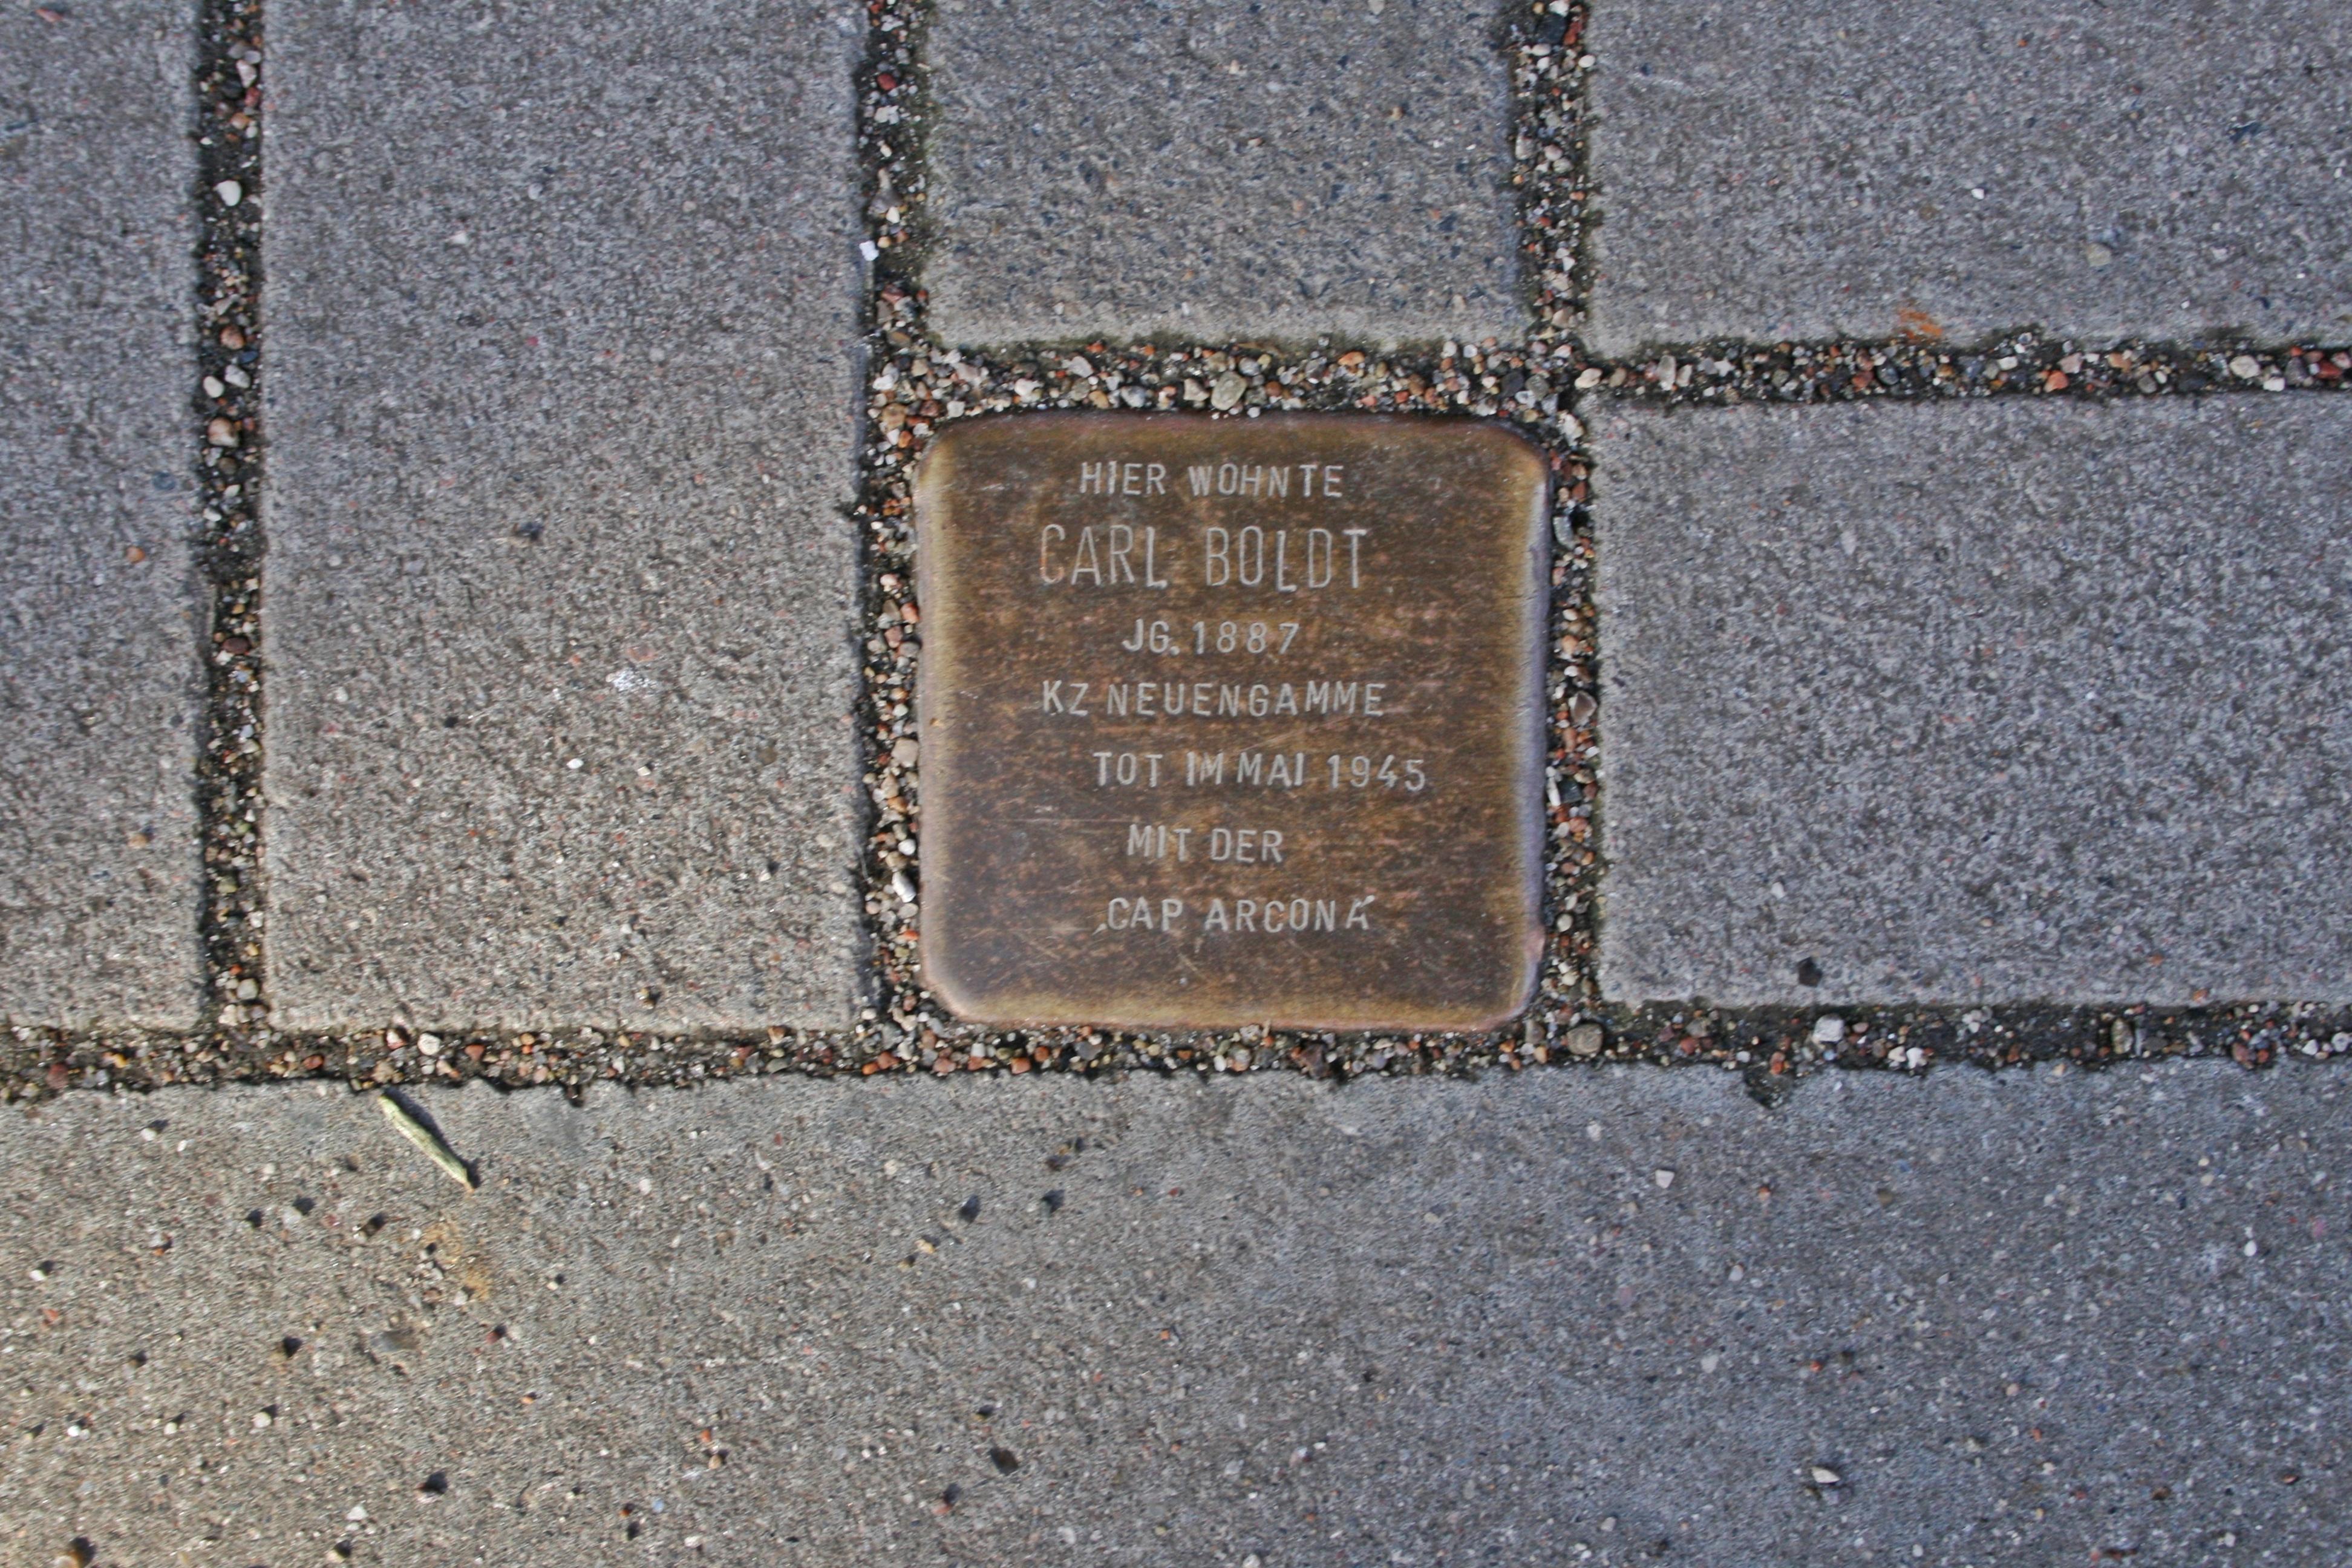 HIER WOHNTE
CARL BOLDT
JG. 1887
KZ NEUENGAMME
TOT IM MAI 1945
MIT DER
CAP ARCONA